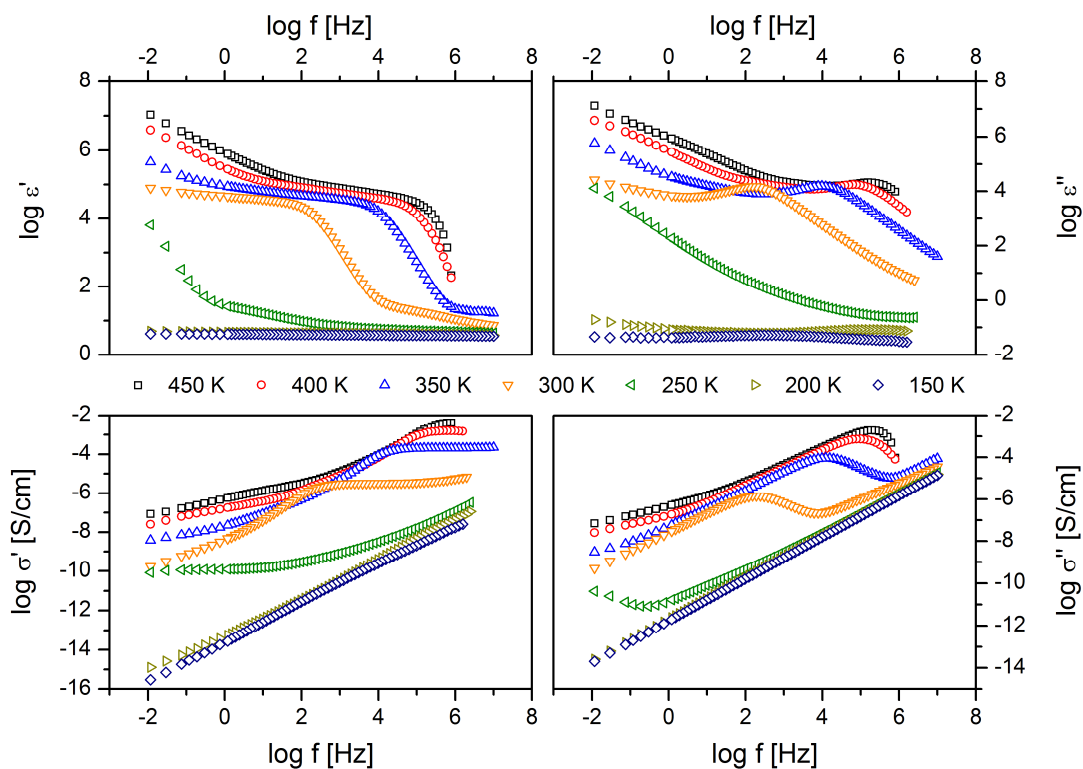 log f [Hz] log f [Hz]
-2 0 2 4 6 8 -2 0 2 4 6 8
8 8
6 6
4 4
2 2
0 0
-2
log ε' log ε''
450 K 400 K 350 K 300 K 250 K 200 K 150 K
-2 -2
-4 -4
-6 -6
-8 -8
-10 -10
-12 -12
-14 -14
-16
log σ' [S/cm] log σ'' [S/cm]
-2 0 2 4 6 8 -2 0 2 4 6 8
log f [Hz] log f [Hz]